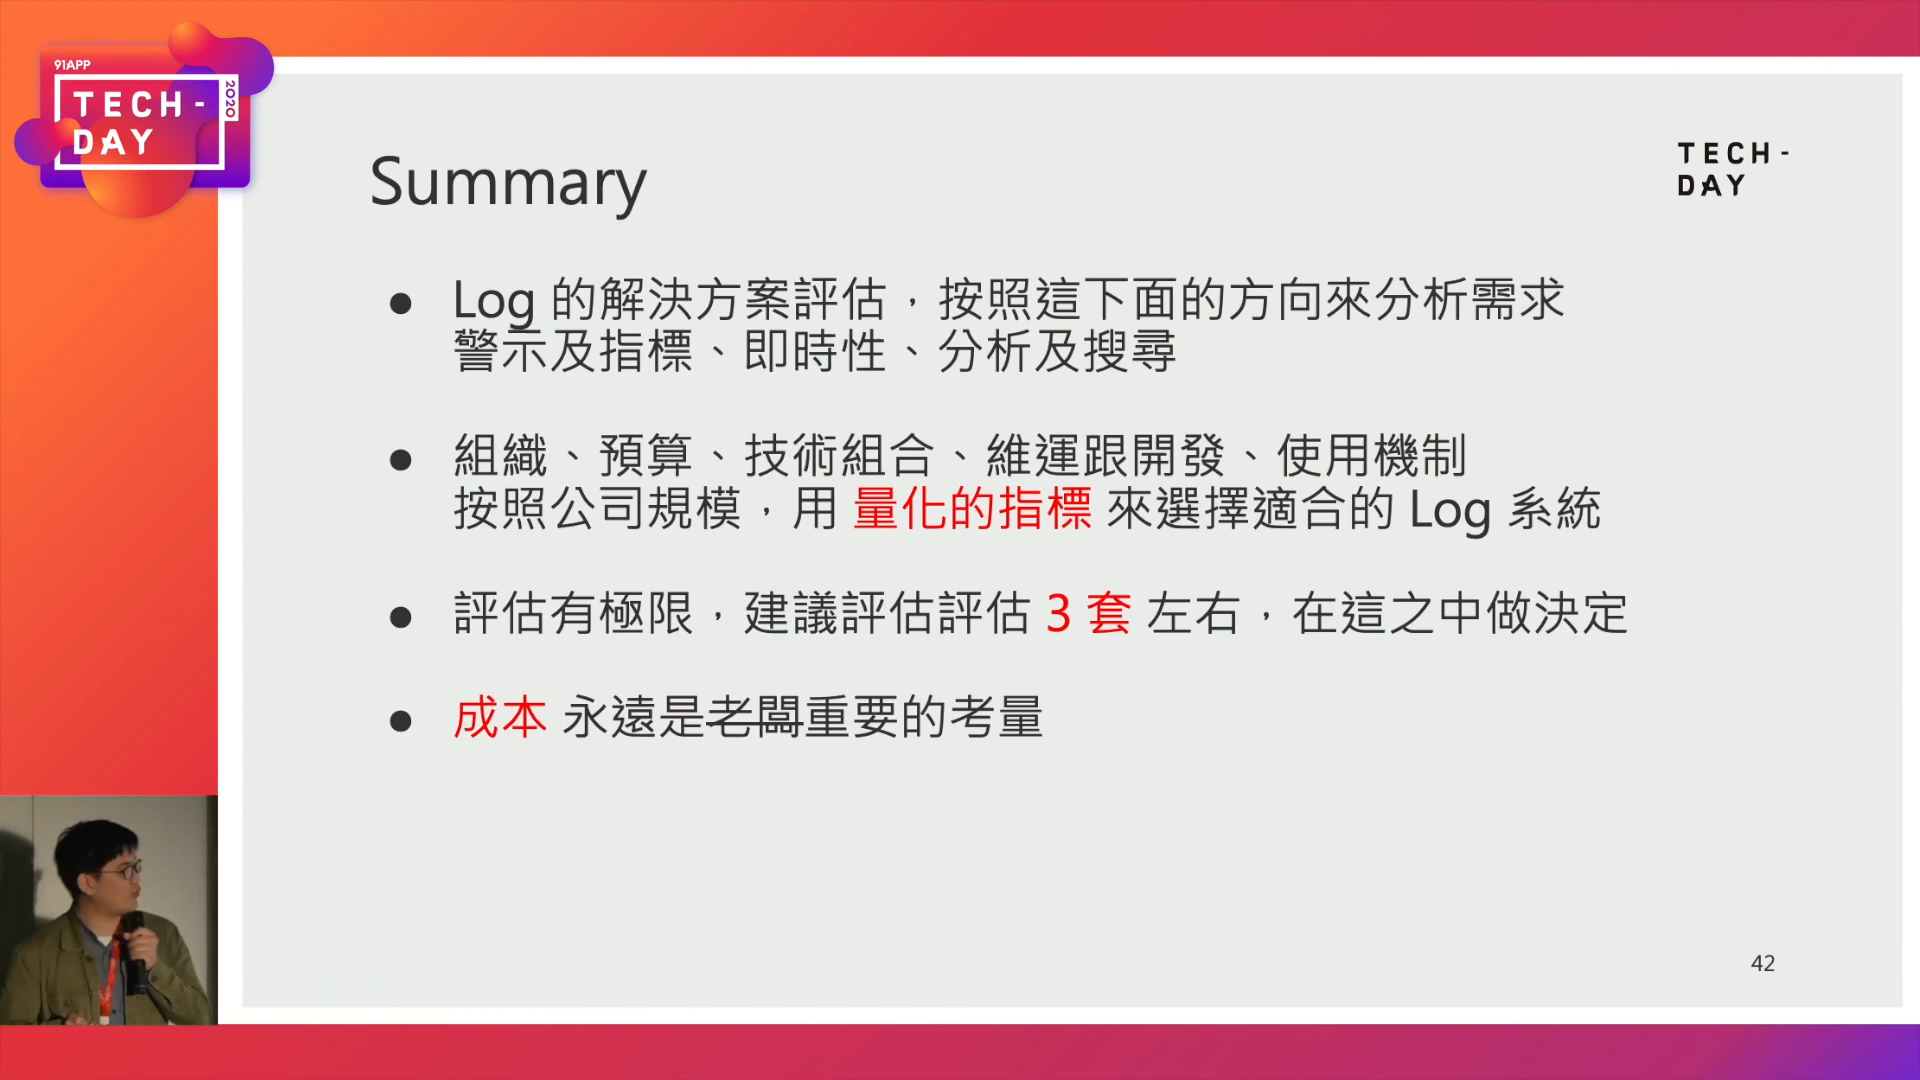 91APP
TECH-
DAY
2020
TECH-
DAY
Summary
● Log 的解決方案評估，按照這下面的方向來分析需求
警示及指標、即時性、分析及搜尋
● 組織、預算、技術組合、維運跟開發、使用機制
按照公司規模，用 量化的指標 來選擇適合的 Log 系統
● 評估有極限，建議評估評估 3 套 左右，在這之中做決定
● 成本 永遠是老闆重要的考量
42